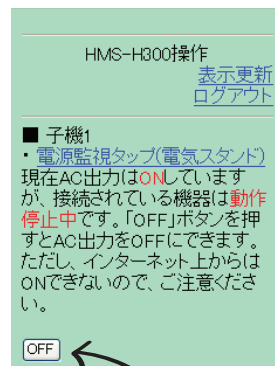 HMS-H300操作
表示更新
ログアウト
■ 子機1
・電源監視タップ(電気スタンド)
現在AC出力はONしています
が、接続されている機器は動作
停止中です。「OFF」ボタンを押
すとAC出力をOFFにできます。
ただし、インターネット上からは
ONできないので、ご注意くださ
い。
OFF